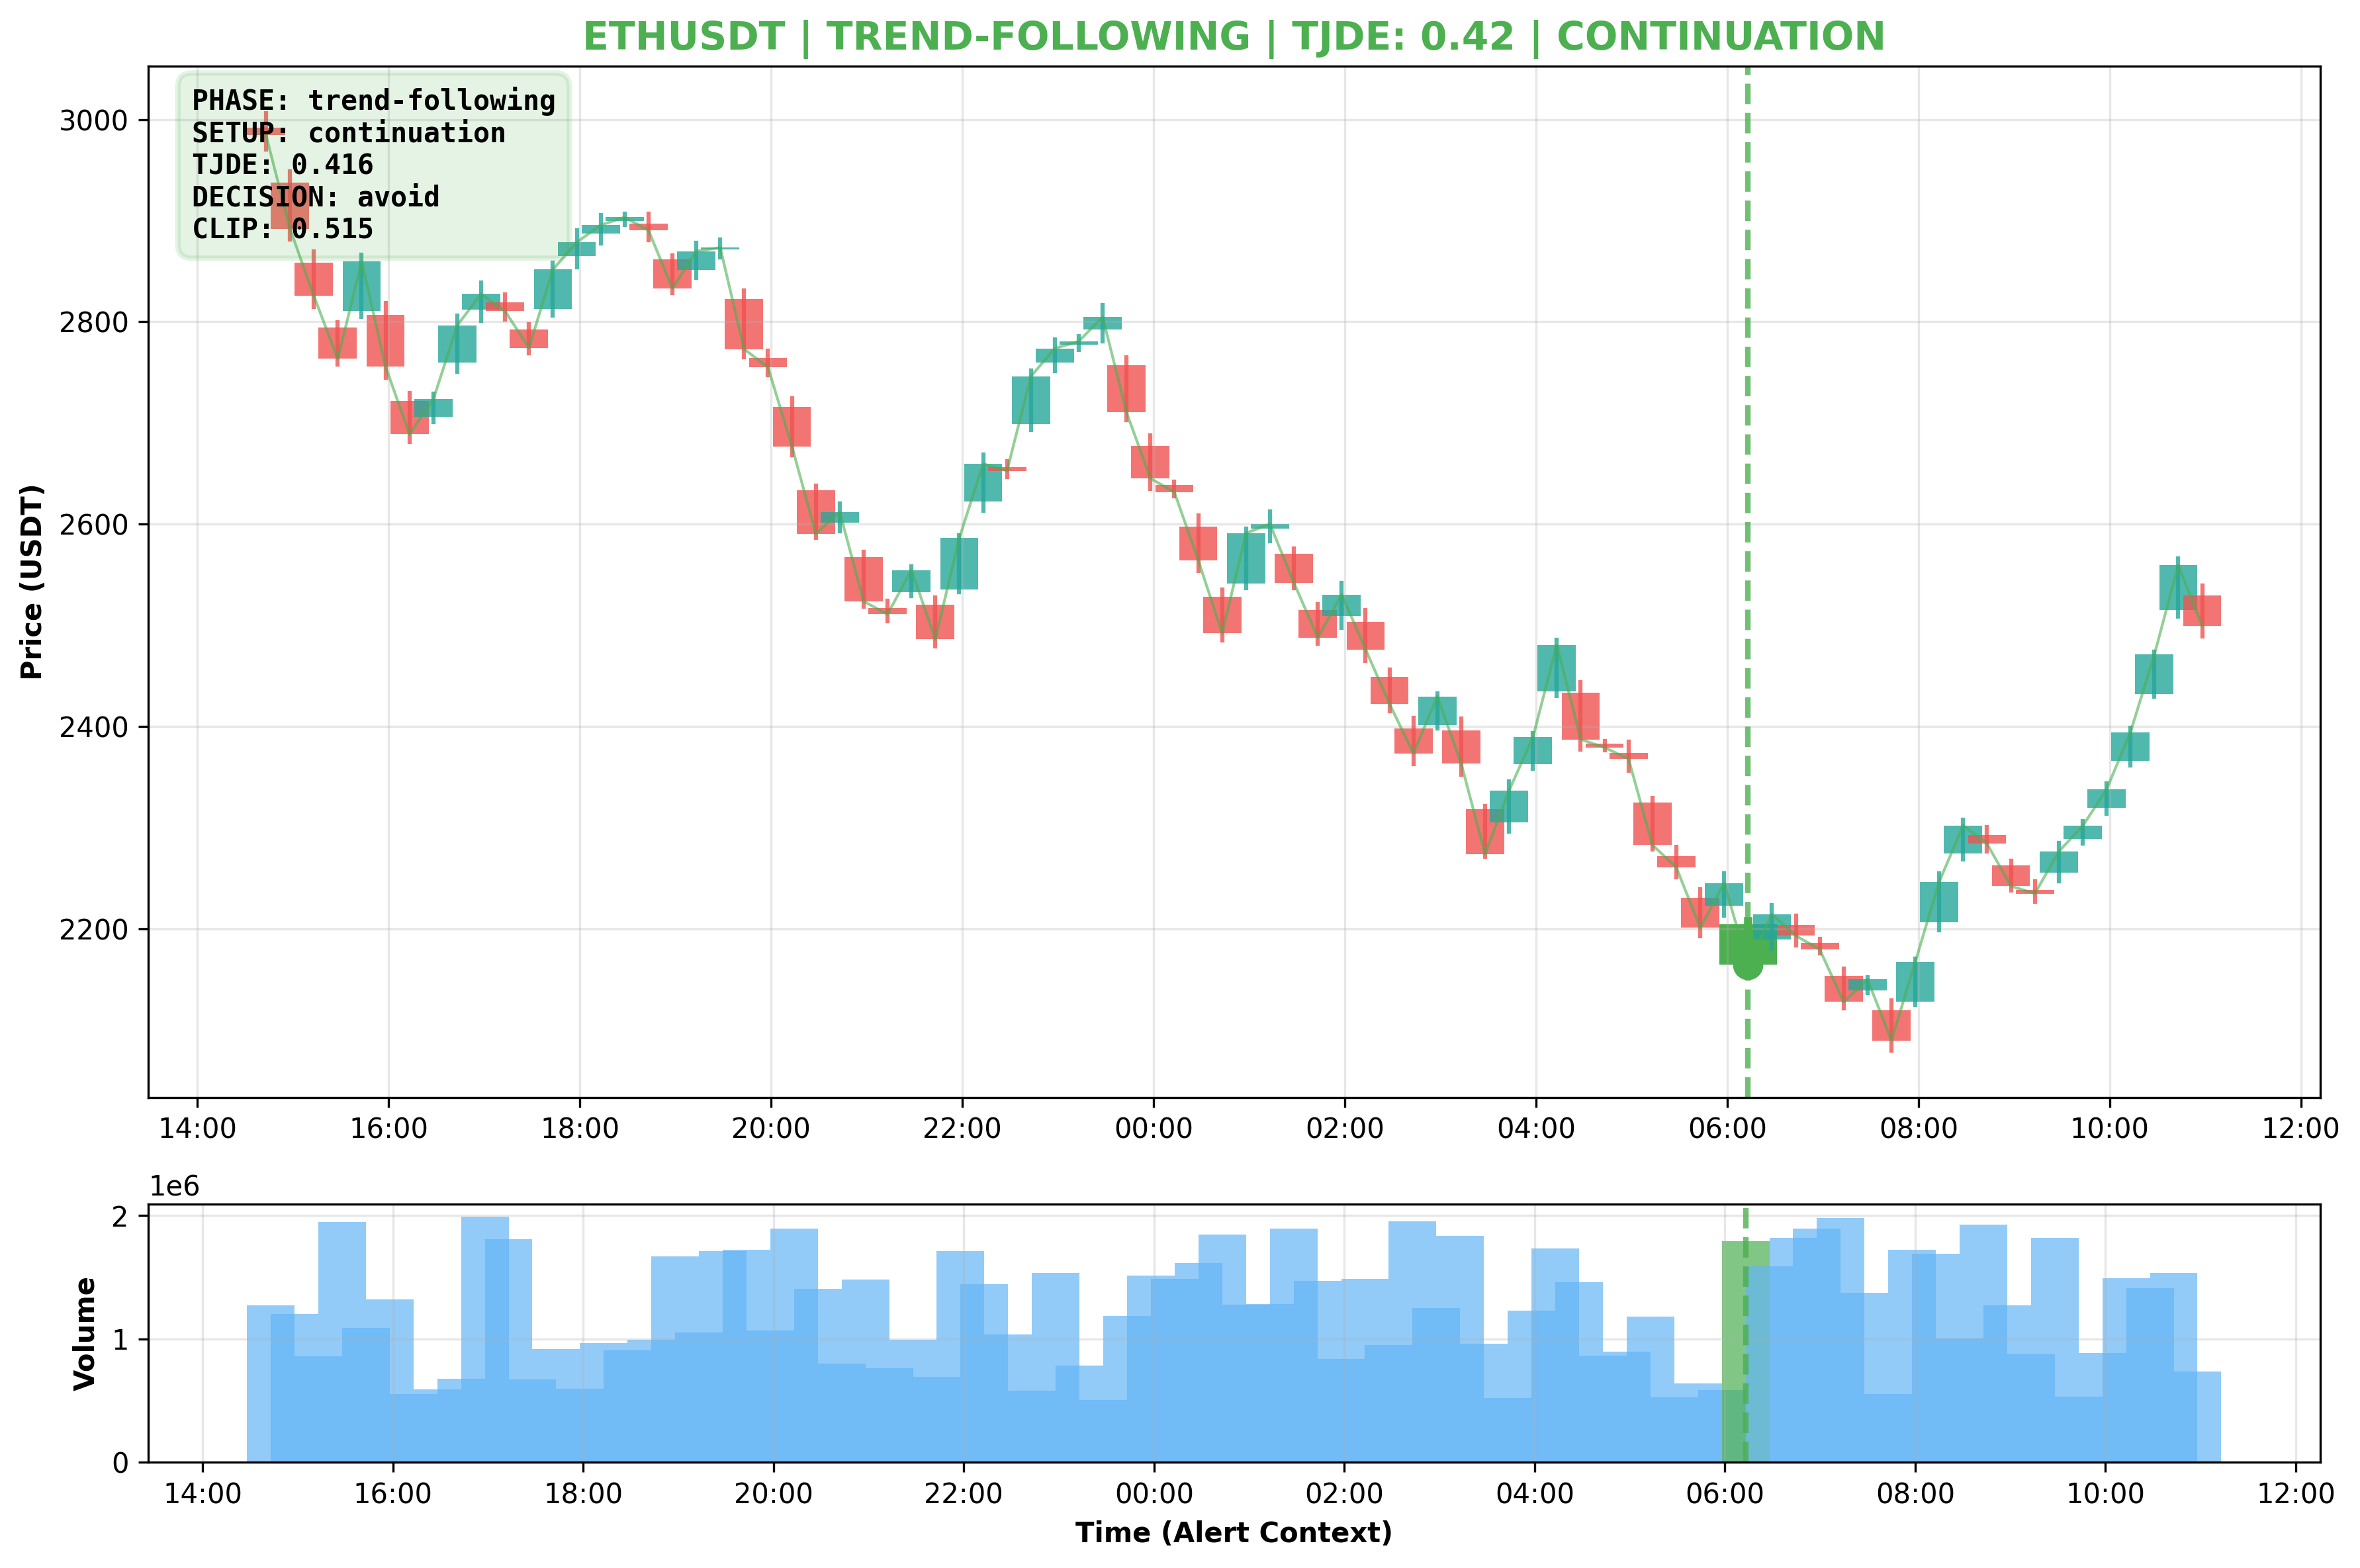 ETHUSDT | TREND-FOLLOWING | TJDE: 0.42 | CONTINUATION
PHASE: trend-following
SETUP: continuation
TJDE: 0.416
DECISION: avoid
CLIP: 0.515
Price (USDT)
3000
2800
2600
2400
2200
14:00 16:00 18:00 20:00 22:00 00:00 02:00 04:00 06:00 08:00 10:00 12:00
1e6
Volume
2
1
0
14:00 16:00 18:00 20:00 22:00 00:00 02:00 04:00 06:00 08:00 10:00 12:00
Time (Alert Context)